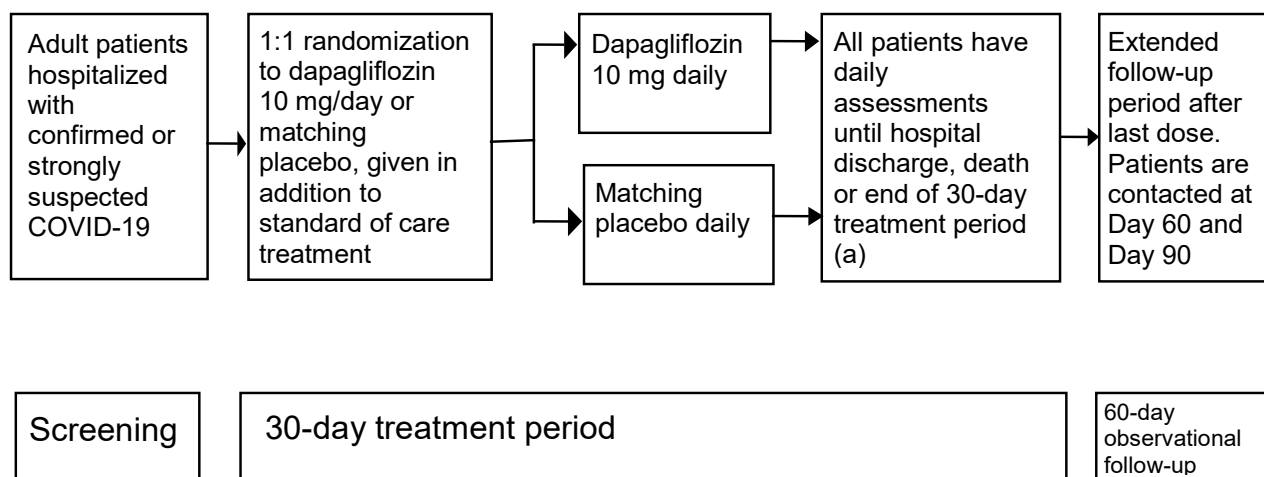 Adult patients
hospitalized
with
confirmed or
strongly
suspected
COVID-19
1:1 randomization
to dapagliflozin
10 mg/day or
matching
placebo, given in
addition to
standard of care
treatment
Dapagliflozin
10 mg daily
Matching
placebo daily
All patients have
daily
assessments
until hospital
discharge, death
or end of 30-day
treatment period
(a)
Extended
follow-up
period after
last dose.
Patients are
contacted at
Day 60 and
Day 90
Screening
30-day treatment period
60-day
observational
follow-up